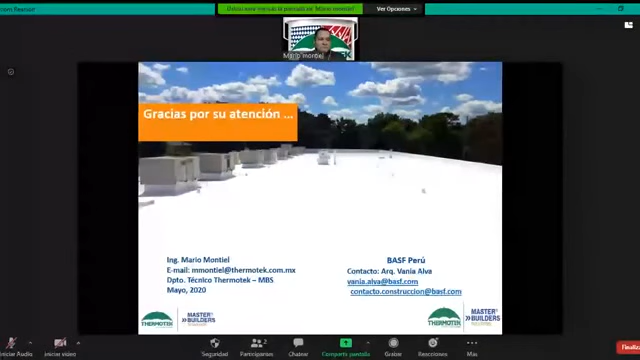 Estás viendo la pantalla de Mario montiel
Ver Opciones
Mario montiel
Gracias por su atención ...
Ing. Mario Montiel
E-mail: mmontiel@thermotek.com.mx
Dpto. Técnico Thermotek – MBS
Mayo, 2020
BASF Perú
Contacto: Arq. Vania Alva
vania.alva@basf.com
contacto.construccion@basf.com
THERMOTEK
MASTER BUILDERS
THERMOTEK
MASTER BUILDERS
Iniciar Audio
Iniciar video
Seguridad
Participantes
2
Chatear
Compartir pantalla
Grabar
Reacciones
Más
Finaliz